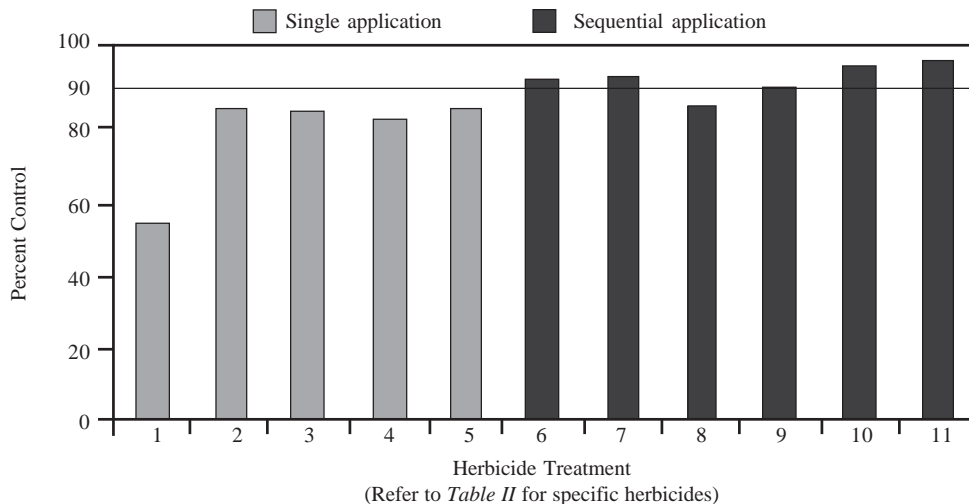 Single application
Sequential application
100
90
80
60
40
20
0
Percent Control
1 2 3 4 5 6 7 8 9 10 11
Herbicide Treatment
(Refer to Table II for specific herbicides)